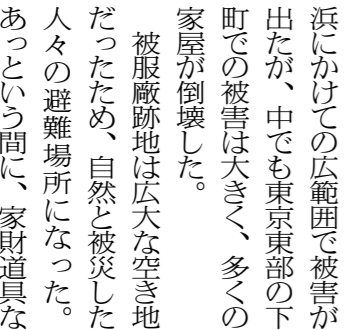 浜にかけての広範囲で被害が
出たが、中でも東京東部の下
町での被害は大きく、多くの
家屋が倒壊した。
　被服廠跡地は広大な空き地
だったため、自然と被災した
人々の避難場所になった。
あっという間に、家財道具な